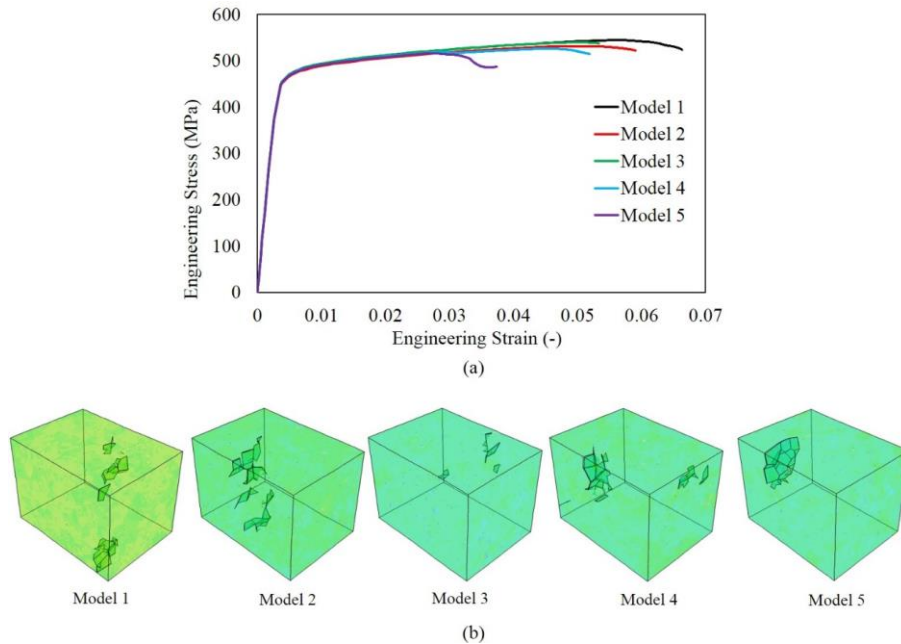 600
500
400
300
200
100
0
Engineering Stress (MPa)
Model 1
Model 2
Model 3
Model 4
Model 5
0 0.01 0.02 0.03 0.04 0.05 0.06 0.07
Engineering Strain (-)
(a)
Model 1 Model 2 Model 3 Model 4 Model 5
(b)